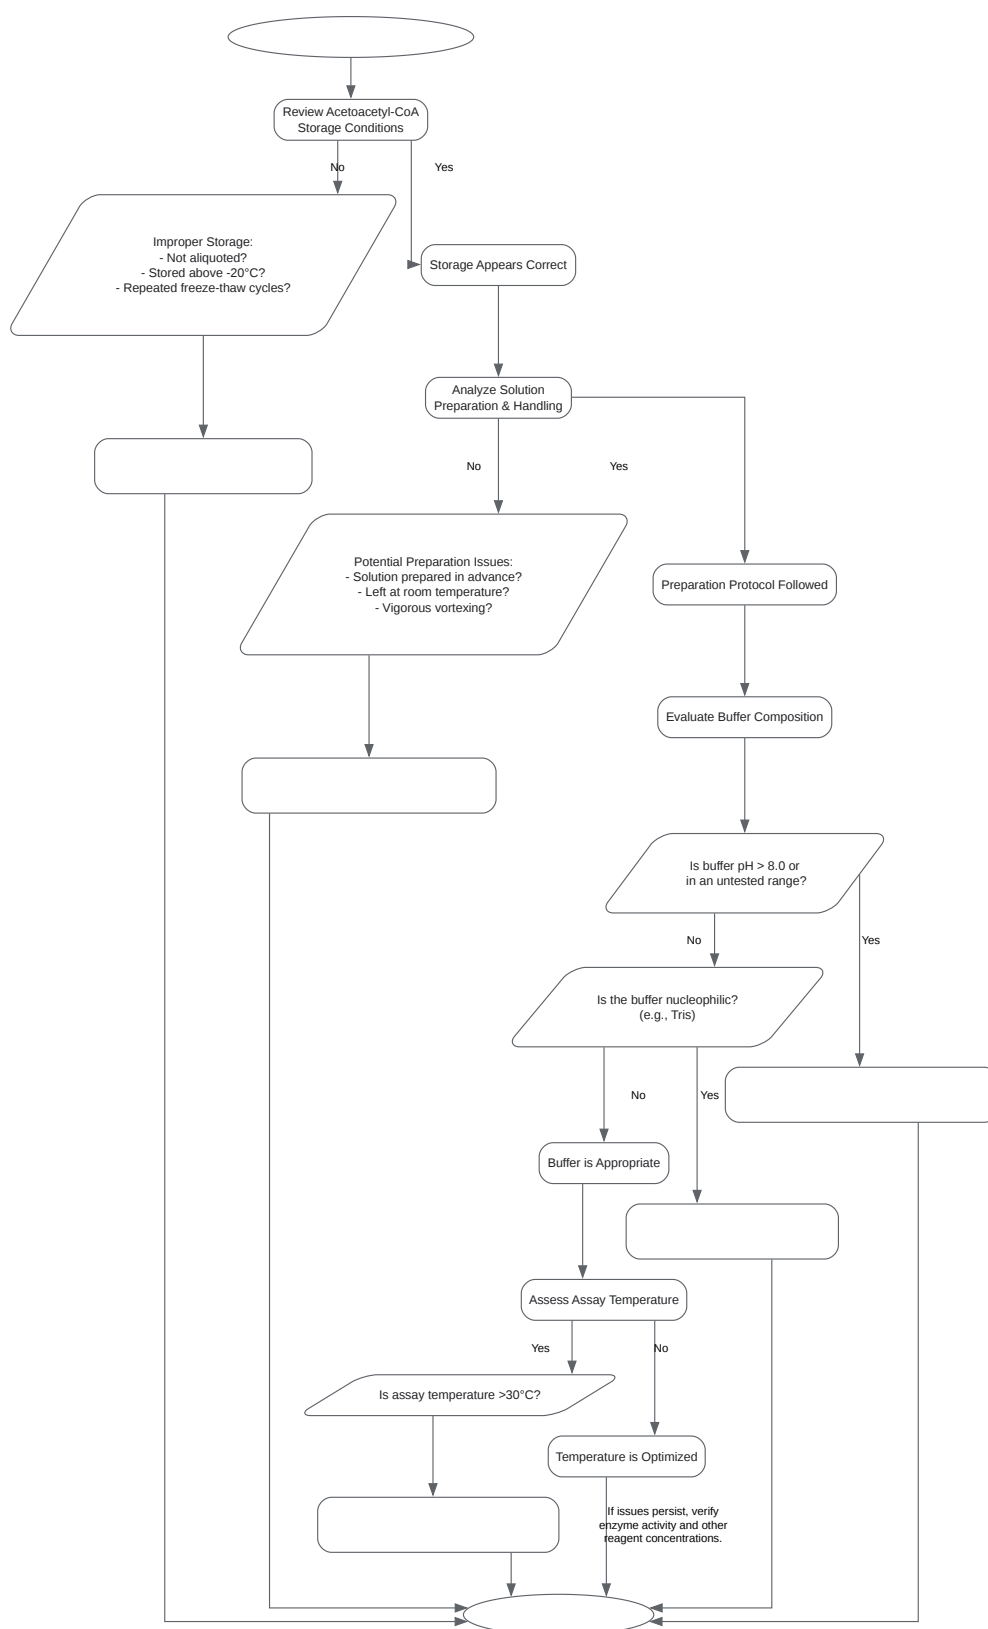 Review Acetoacetyl-CoA
Storage Conditions
No
Yes
Improper Storage:
- Not aliquoted?
- Stored above -20°C?
- Repeated freeze-thaw cycles?
Storage Appears Correct
Analyze Solution
Preparation & Handling
No
Yes
Potential Preparation Issues:
- Solution prepared in advance?
- Left at room temperature?
- Vigorous vortexing?
Preparation Protocol Followed
Evaluate Buffer Composition
Is buffer pH > 8.0 or
in an untested range?
No
Yes
Is the buffer nucleophilic?
(e.g., Tris)
No
Yes
Buffer is Appropriate
Assess Assay Temperature
Yes
No
Is assay temperature >30°C?
Temperature is Optimized
If issues persist, verify
enzyme activity and other
reagent concentrations.